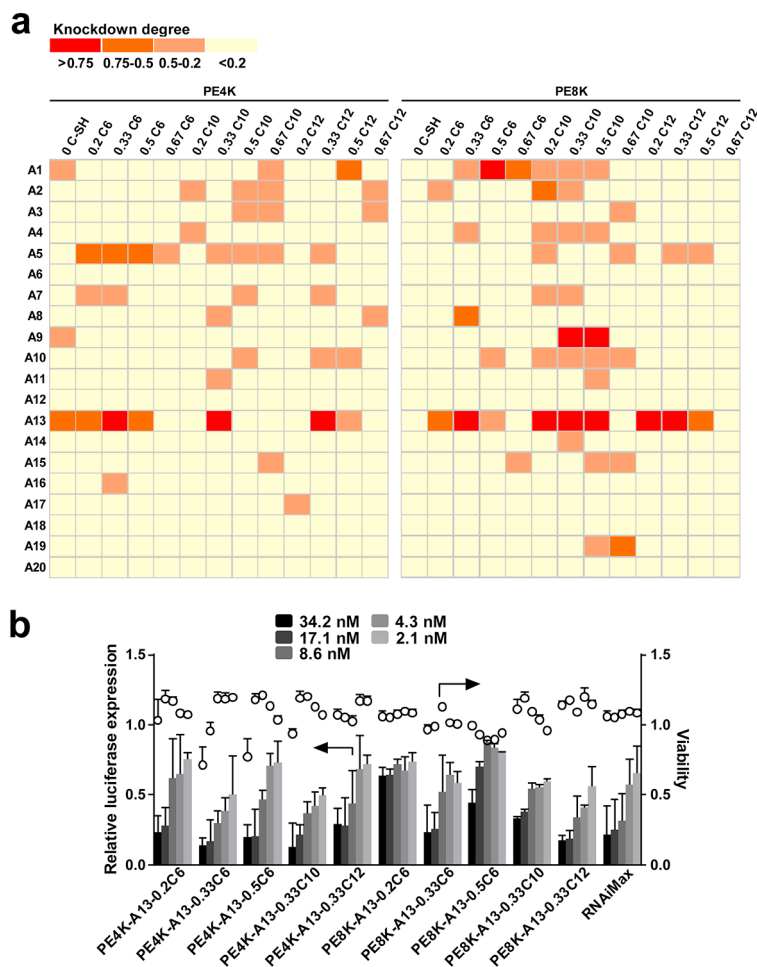 a
Knockdown degree
>0.75 0.75-0.5 0.5-0.2 <0.2
PE4K PE8K
0 C-SH 0.2 C6 0.33 C6 0.5 C6 0.67 C6 0.2 C10 0.33 C10 0.5 C10 0.67 C10 0.2 C12 0.33 C12 0.5 C12 0.67 C12 0 C-SH 0.2 C6 0.33 C6 0.5 C6 0.67 C6 0.2 C10 0.33 C10 0.5 C10 0.67 C10 0.2 C12 0.33 C12 0.5 C12 0.67 C12
A1
A2
A3
A4
A5
A6
A7
A8
A9
A10
A11
A12
A13
A14
A15
A16
A17
A18
A19
A20
b
34.2 nM 4.3 nM
17.1 nM 2.1 nM
8.6 nM
Relative luciferase expression
1.5 1.5
1.0 1.0
0.5 0.5
0.0 0.0
Viability
PE4K-A13-0.2C6 PE4K-A13-0.33C6 PE4K-A13-0.5C6 PE4K-A13-0.33C10 PE4K-A13-0.33C12 PE8K-A13-0.2C6 PE8K-A13-0.33C6 PE8K-A13-0.5C6 PE8K-A13-0.33C10 PE8K-A13-0.33C12 RNAiMax